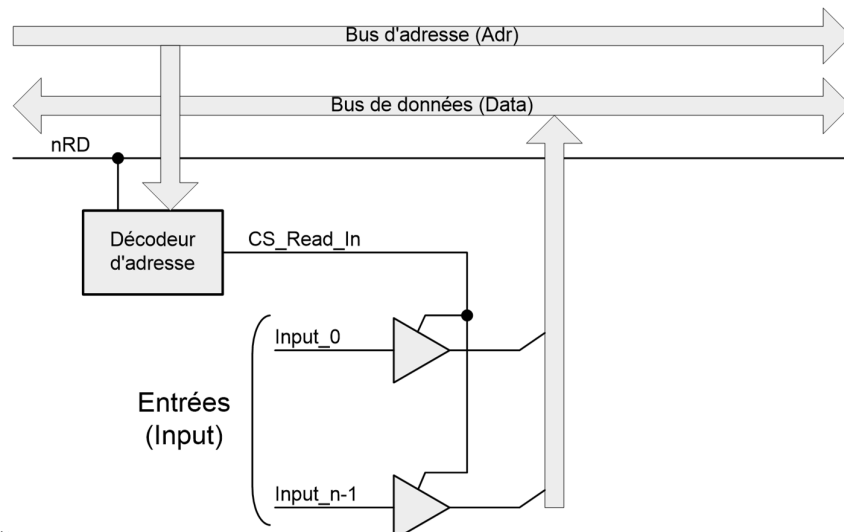 Bus d'adresse (Adr)
Bus de données (Data)
nRD
Décodeur
d'adresse
CS_Read_In
Input_0
Entrées
(Input)
Input_n-1